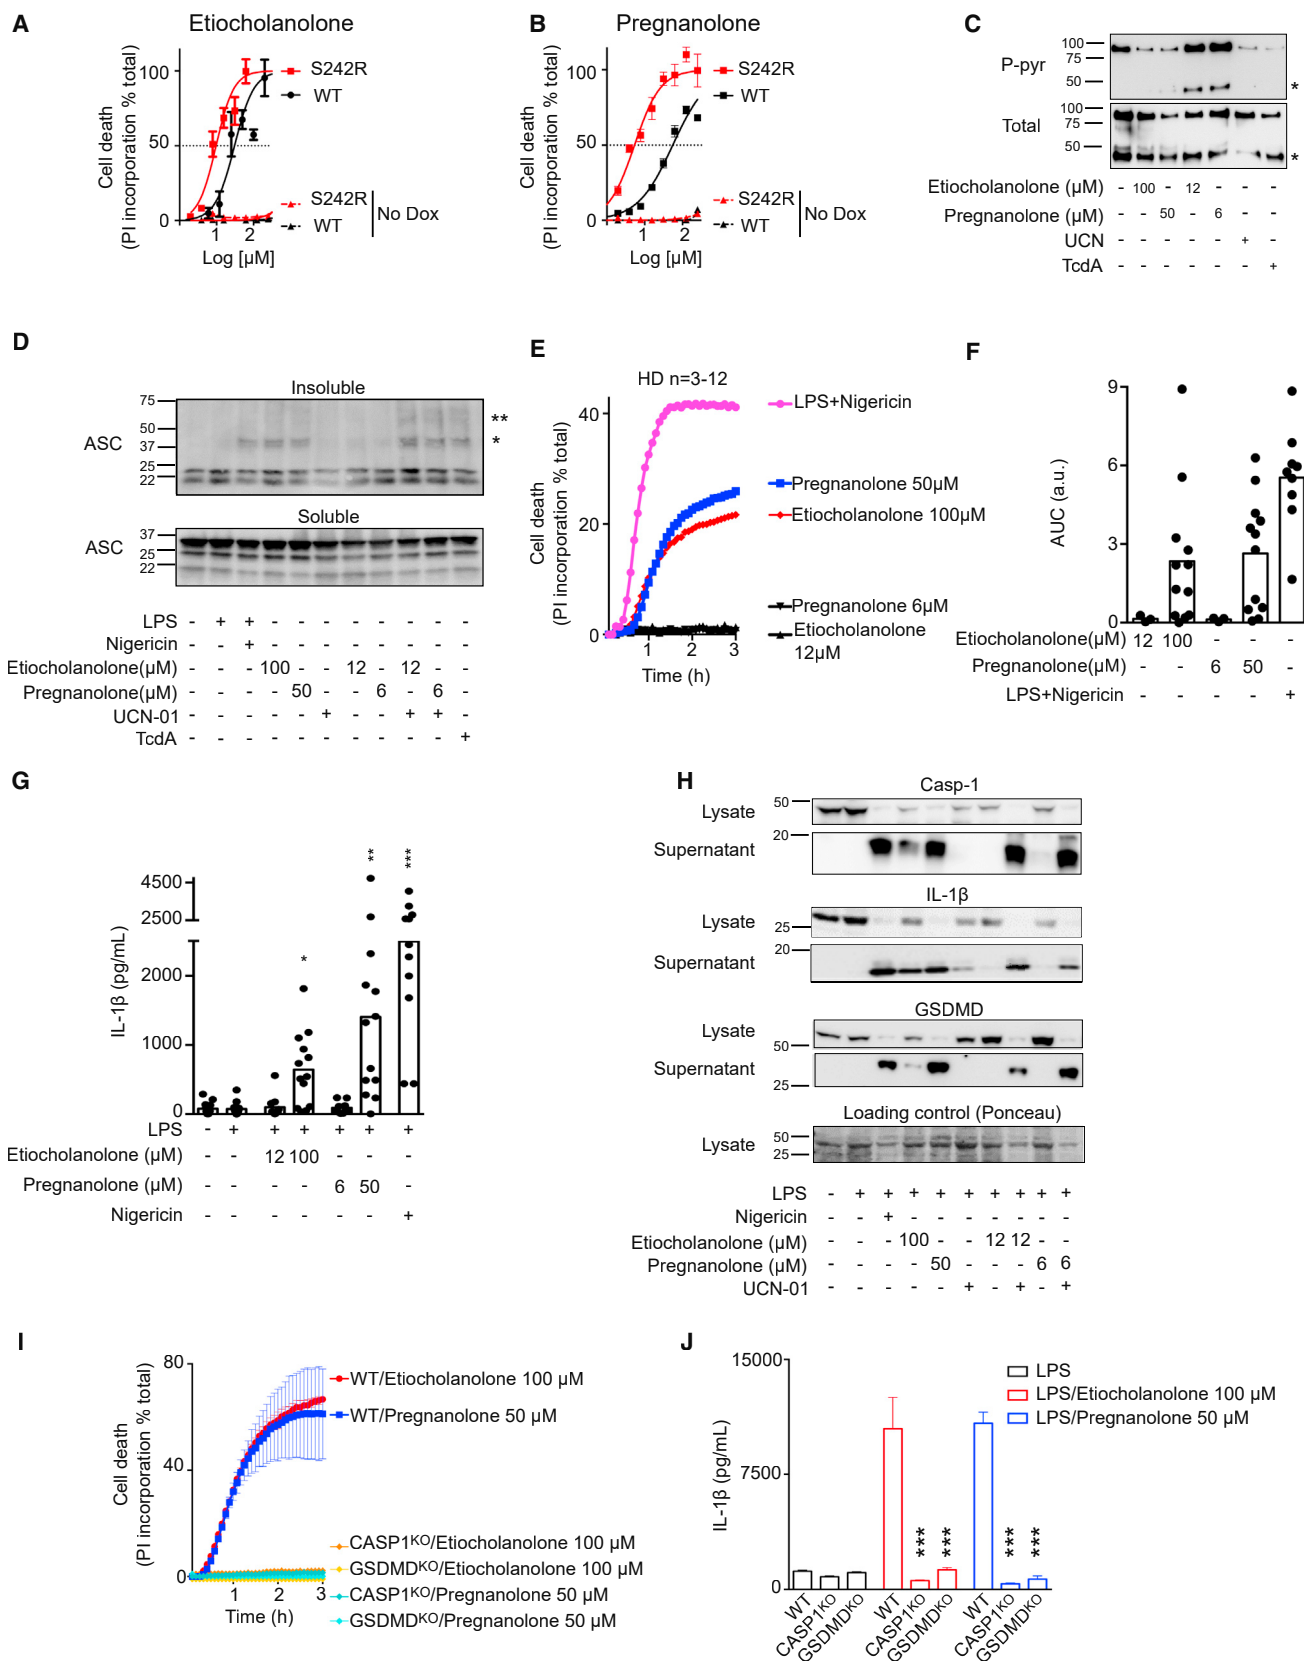 A
Etiocholanolone
Cell death
(PI incorporation % total)
100
50
0
1 2
Log [µM]
S242R
WT
S242R
WT
No Dox
B
Pregnanolone
Cell death
(PI incorporation % total)
100
50
0
1 2
Log [µM]
S242R
WT
S242R
WT
No Dox
C
P-pyr
100
75
50
*
Total
100
75
50
*
Etiocholanolone (µM) - 100 - 12 - - -
Pregnanolone (µM) - - 50 - 6 - -
UCN - - - - - + -
TcdA - - - - - - +
D
Insoluble
ASC
75
50
37
25
22
**
*
Soluble
ASC
37
25
22
LPS - + + - - - - - - - -
Nigericin - - + - - - - - - - -
Etiocholanolone(µM) - - - 100 - - 12 - 12 - -
Pregnanolone(µM) - - - - 50 - - 6 - 6 -
UCN-01 - - - - - + - - + + -
TcdA - - - - - - - - - - +
E
HD n=3-12
Cell death
(PI incorporation % total)
40
20
0
1 2 3
Time (h)
LPS+Nigericin
Pregnanolone 50µM
Etiocholanolone 100µM
Pregnanolone 6µM
Etiocholanolone
12µM
F
AUC (a.u.)
9
6
3
0
Etiocholanolone(µM) 12 100 - - -
Pregnanolone(µM) - - 6 50 -
LPS+Nigericin - - - - +
G
IL-1β (pg/mL)
4500
2500
2000
1000
0
*
**
***
LPS - + + + + + +
Etiocholanolone (µM) - - 12 100 - - -
Pregnanolone (µM) - - - - 6 50 -
Nigericin - - - - - - +
H
Casp-1
Lysate 50
Supernatant 20
IL-1β
Lysate 25
Supernatant 20
GSDMD
Lysate 50
Supernatant 25
Loading control (Ponceau)
Lysate 50
25
LPS - + + + + + + + + +
Nigericin - - + - - - - - - -
Etiocholanolone (µM) - - - 100 - - 12 12 - -
Pregnanolone (µM) - - - - 50 - - - 6 6
UCN-01 - - - - - + - + - +
I
Cell death
(PI incorporation % total)
80
40
0
1 2 3
Time (h)
WT/Etiocholanolone 100 µM
WT/Pregnanolone 50 µM
CASP1KO/Etiocholanolone 100 µM
GSDMDKO/Etiocholanolone 100 µM
CASP1KO/Pregnanolone 50 µM
GSDMDKO/Pregnanolone 50 µM
J
IL-1β (pg/mL)
15000
7500
0
LPS
LPS/Etiocholanolone 100 µM
LPS/Pregnanolone 50 µM
*** *** *** ***
WT CASP1KO GSDMDKO WT CASP1KO GSDMDKO WT CASP1KO GSDMDKO